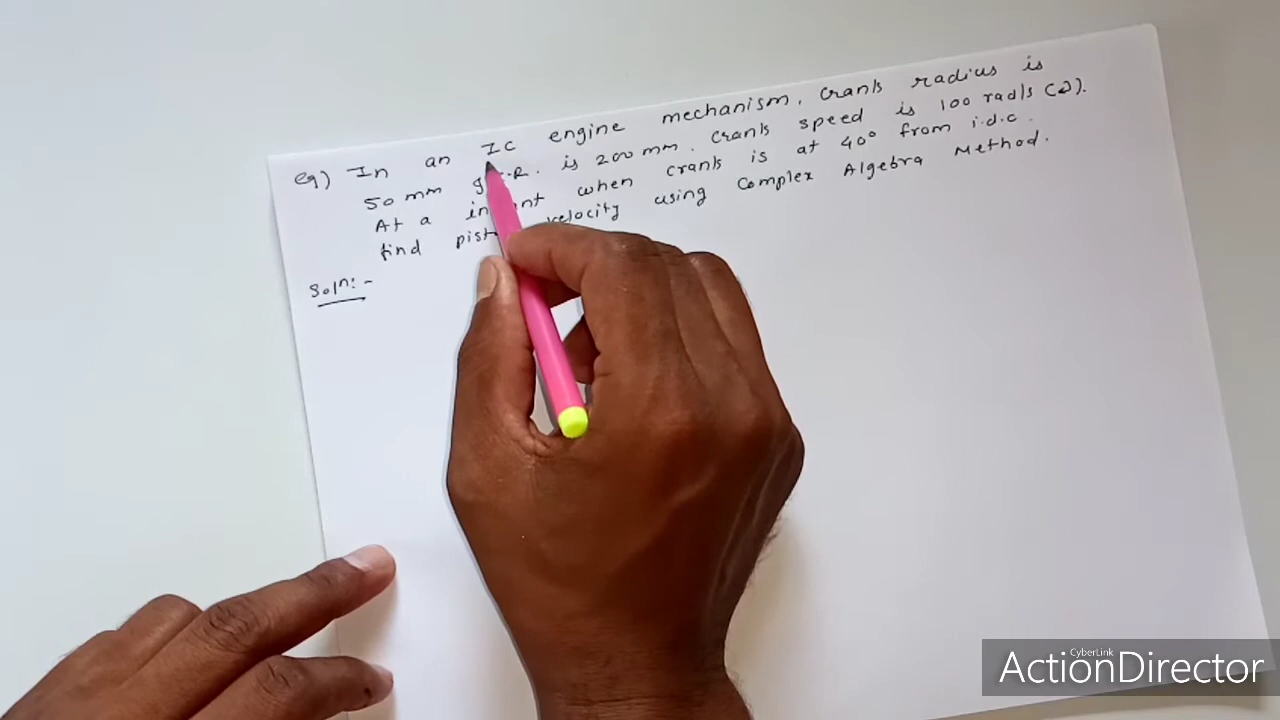 eg) In an IC engine mechanism, crank radius is
50 mm is 200 mm. Crank speed is 100 rad/s (2).
At a when crank is at 40° from i.d.c.
find velocity using Complex Algebra Method.
Soln:-
CyberLink
ActionDirector